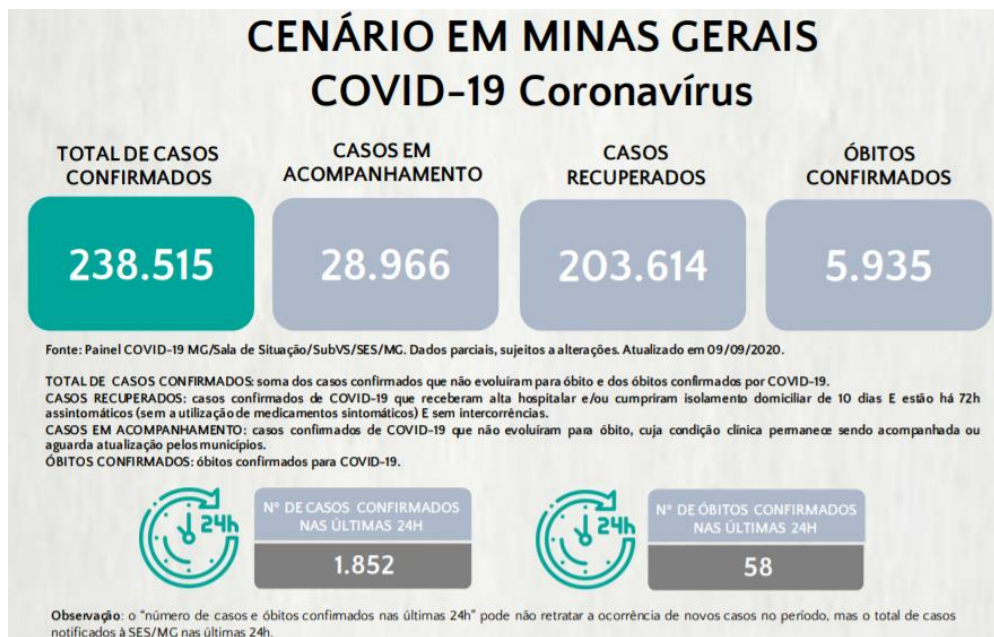 CENÁRIO EM MINAS GERAIS
COVID-19 Coronavírus
TOTAL DE CASOS
CONFIRMADOS
CASOS EM
ACOMPANHAMENTO
CASOS
RECUPERADOS
ÓBITOS
CONFIRMADOS
238.515
28.966
203.614
5.935
Fonte: Painel COVID-19 MG/Sala de Situação/SubVS/SES/MG. Dados parciais, sujeitos a alterações. Atualizado em 09/09/2020.
TOTAL DE CASOS CONFIRMADOS: soma dos casos confirmados que não evoluíram para óbito e dos óbitos confirmados por COVID-19.
CASOS RECUPERADOS: casos confirmados de COVID-19 que receberam alta hospitalar e/ou cumpriram isolamento domiciliar de 10 dias E estão há 72h
assintomáticos (sem a utilização de medicamentos sintomáticos) E sem intercorrências.
CASOS EM ACOMPANHAMENTO: casos confirmados de COVID-19 que não evoluíram para óbito, cuja condição clínica permanece sendo acompanhada ou
aguarda atualização pelos municípios.
ÓBITOS CONFIRMADOS: óbitos confirmados para COVID-19.
24h
Nº DE CASOS CONFIRMADOS
NAS ÚLTIMAS 24H
1.852
24h
Nº DE ÓBITOS CONFIRMADOS
NAS ÚLTIMAS 24H
58
Observação: o "número de casos e óbitos confirmados nas últimas 24h" pode não retratar a ocorrência de novos casos no período, mas o total de casos
notificados à SES/MG nas últimas 24h.